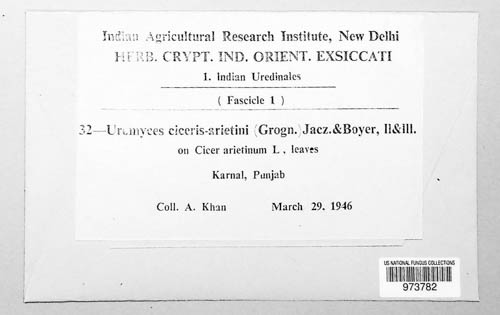 Indian Agricultural Research Institute, New Delhi
HERB. CRYPT. IND. ORIENT. EXSICCATI
1. Indian Uredinales
( Fascicle 1 )
32—Uromyces ciceris-arietini (Grogn.) Jacz.&Boyer, II&III.
on Cicer arietinum L., leaves
Karnal, Punjab
Coll. A. Khan March 29. 1946
US NATIONAL FUNGUS COLLECTIONS
973782